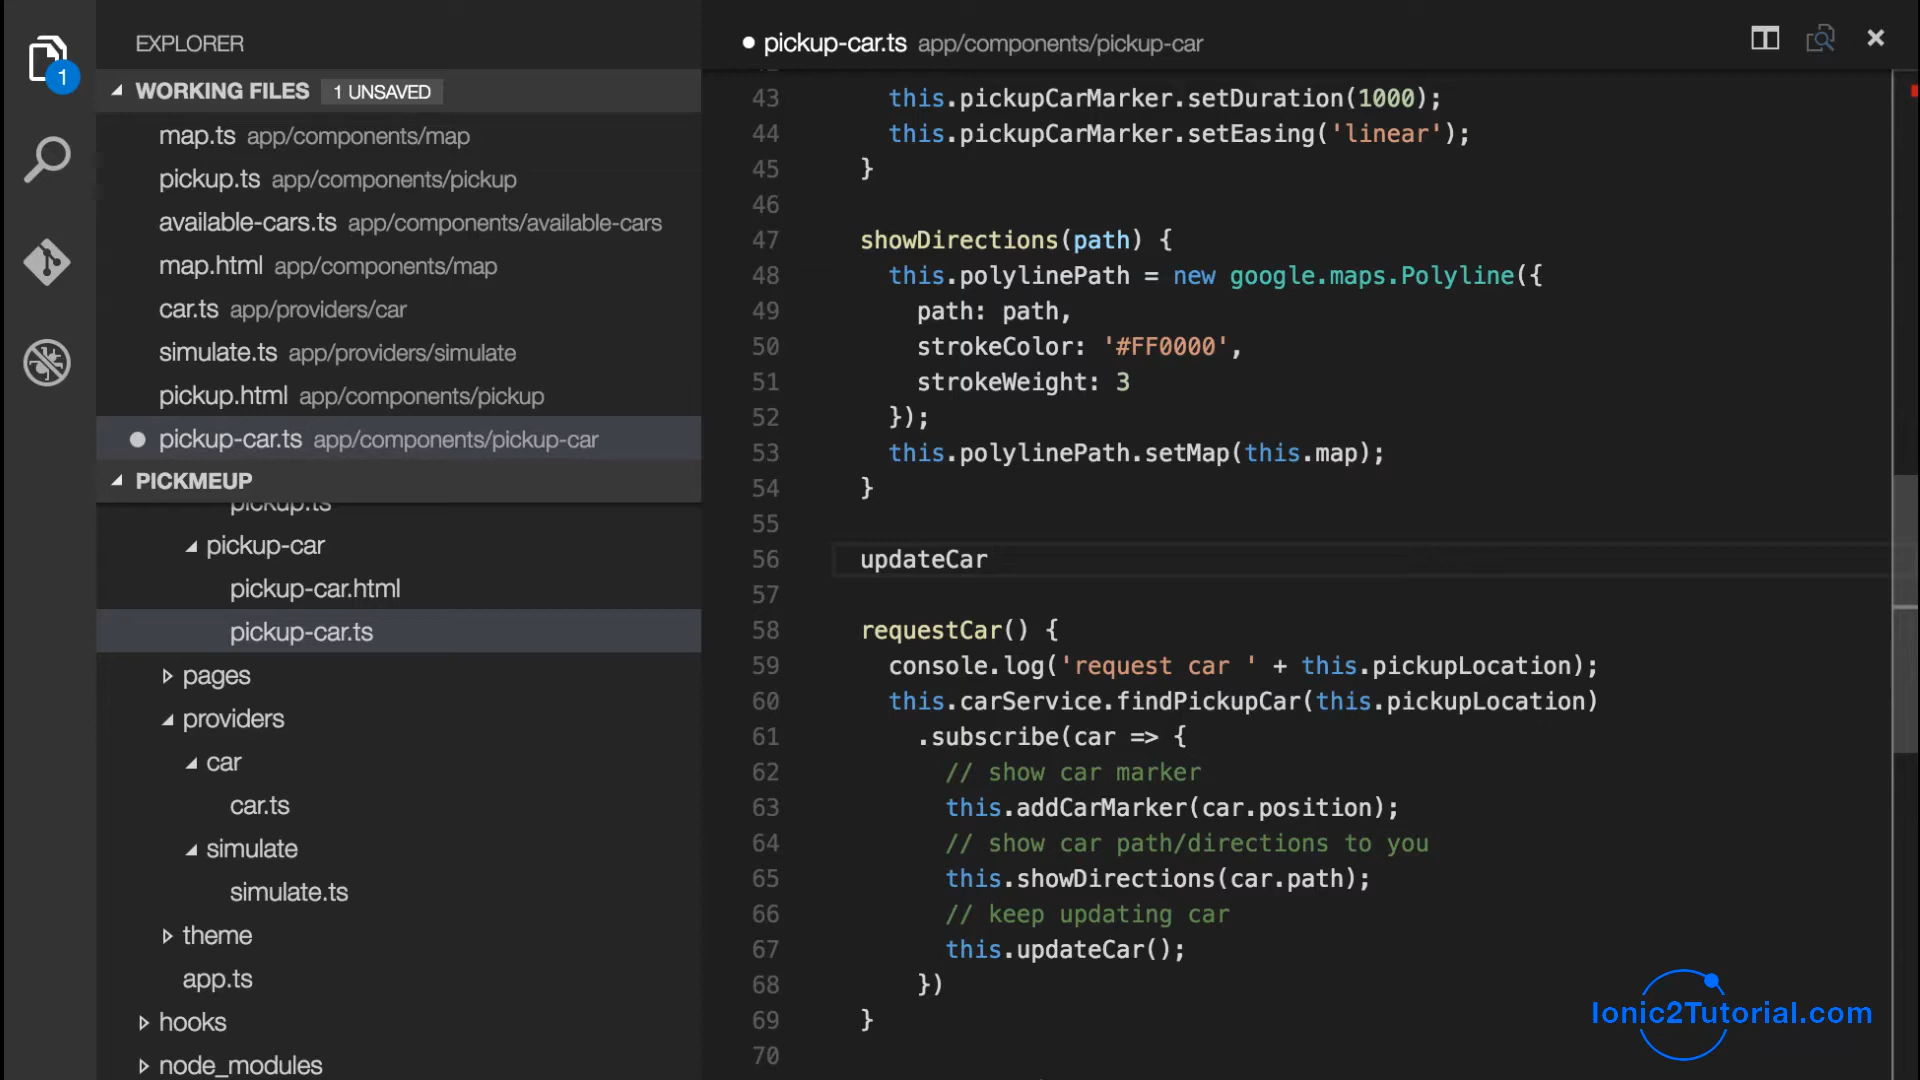 EXPLORER
1
WORKING FILES 1 UNSAVED
map.ts app/components/map
pickup.ts app/components/pickup
available-cars.ts app/components/available-cars
map.html app/components/map
car.ts app/providers/car
simulate.ts app/providers/simulate
pickup.html app/components/pickup
pickup-car.ts app/components/pickup-car
PICKMEUP
pickup.ts
pickup-car
pickup-car.html
pickup-car.ts
pages
providers
car
car.ts
simulate
simulate.ts
theme
app.ts
hooks
node_modules
pickup-car.ts app/components/pickup-car
43 this.pickupCarMarker.setDuration(1000);
44 this.pickupCarMarker.setEasing('linear');
45 }
46
47 showDirections(path) {
48 this.polylinePath = new google.maps.Polyline({
49 path: path,
50 strokeColor: '#FF0000',
51 strokeWeight: 3
52 });
53 this.polylinePath.setMap(this.map);
54 }
55
56 updateCar
57
58 requestCar() {
59 console.log('request car ' + this.pickupLocation);
60 this.carService.findPickupCar(this.pickupLocation)
61 .subscribe(car => {
62 // show car marker
63 this.addCarMarker(car.position);
64 // show car path/directions to you
65 this.showDirections(car.path);
66 // keep updating car
67 this.updateCar();
68 })
69 }
70
Ionic2Tutorial.com